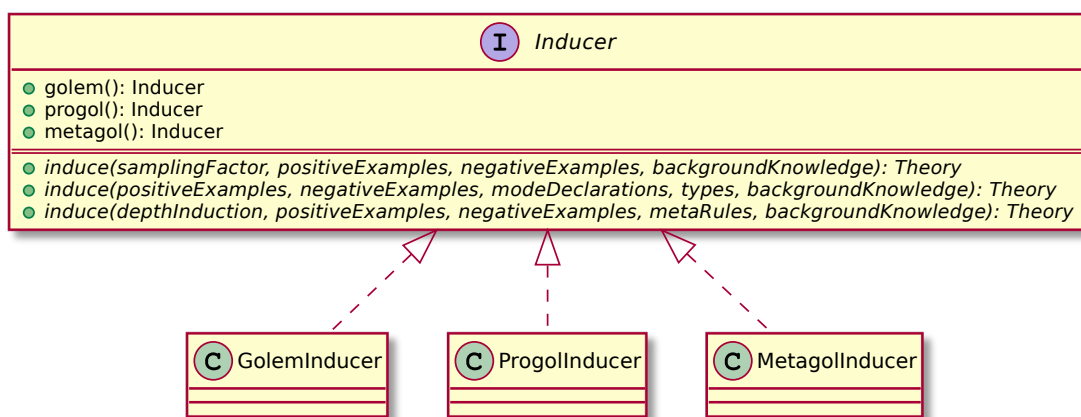 I Inducer
golem(): Inducer
progol(): Inducer
metagol(): Inducer
induce(samplingFactor, positiveExamples, negativeExamples, backgroundKnowledge): Theory
induce(positiveExamples, negativeExamples, modeDeclarations, types, backgroundKnowledge): Theory
induce(depthInduction, positiveExamples, negativeExamples, metaRules, backgroundKnowledge): Theory
C GolemInducer
C ProgolInducer
C MetagolInducer